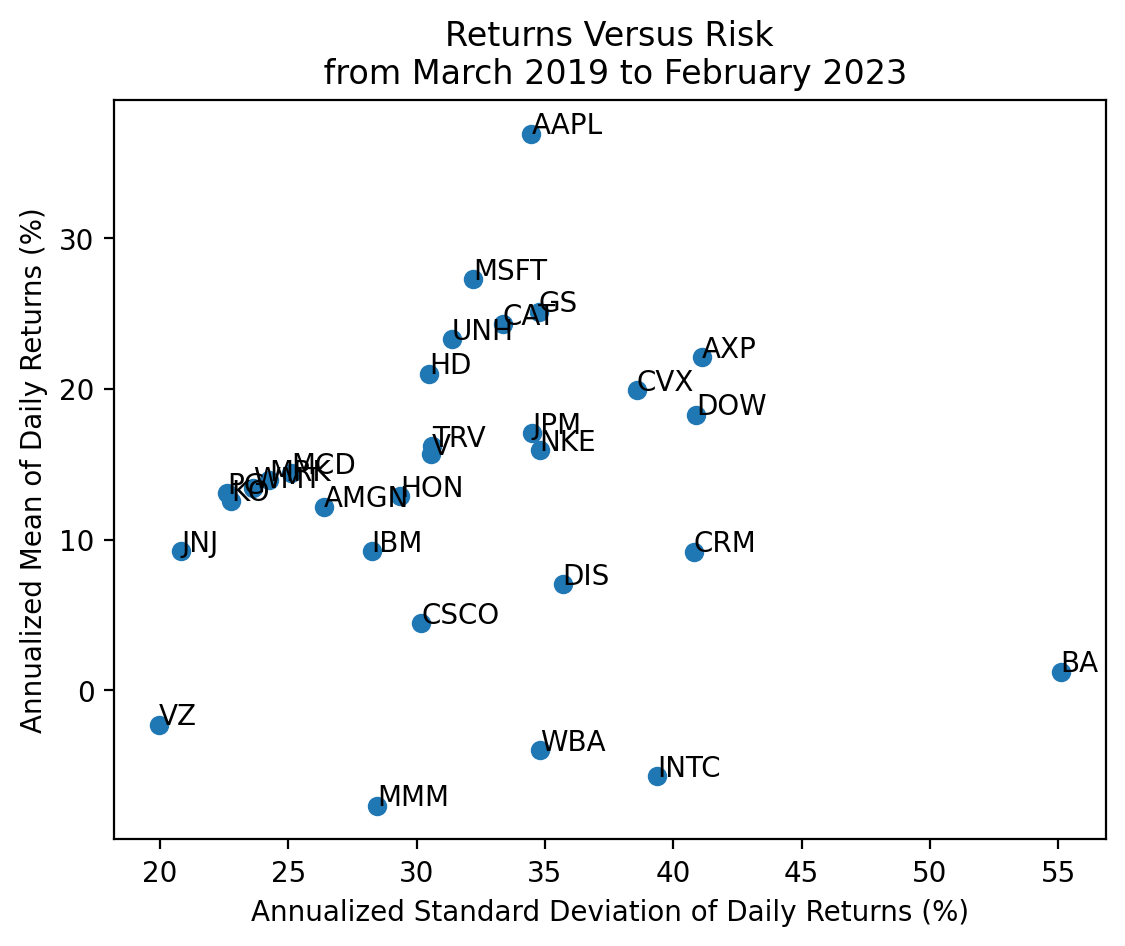 Returns Versus Risk
from March 2019 to February 2023
Annualized Mean of Daily Returns (%)
30
20
10
0
AAPL
MSFT
GS
CAT
UNH
AXP
HD
CVX
DOW
JPM
NKE
TRV
V
MCD
MRK
WMT
PG
KO
HON
AMGN
JNJ
IBM
CRM
DIS
CSCO
BA
VZ
WBA
INTC
MMM
20 25 30 35 40 45 50 55
Annualized Standard Deviation of Daily Returns (%)